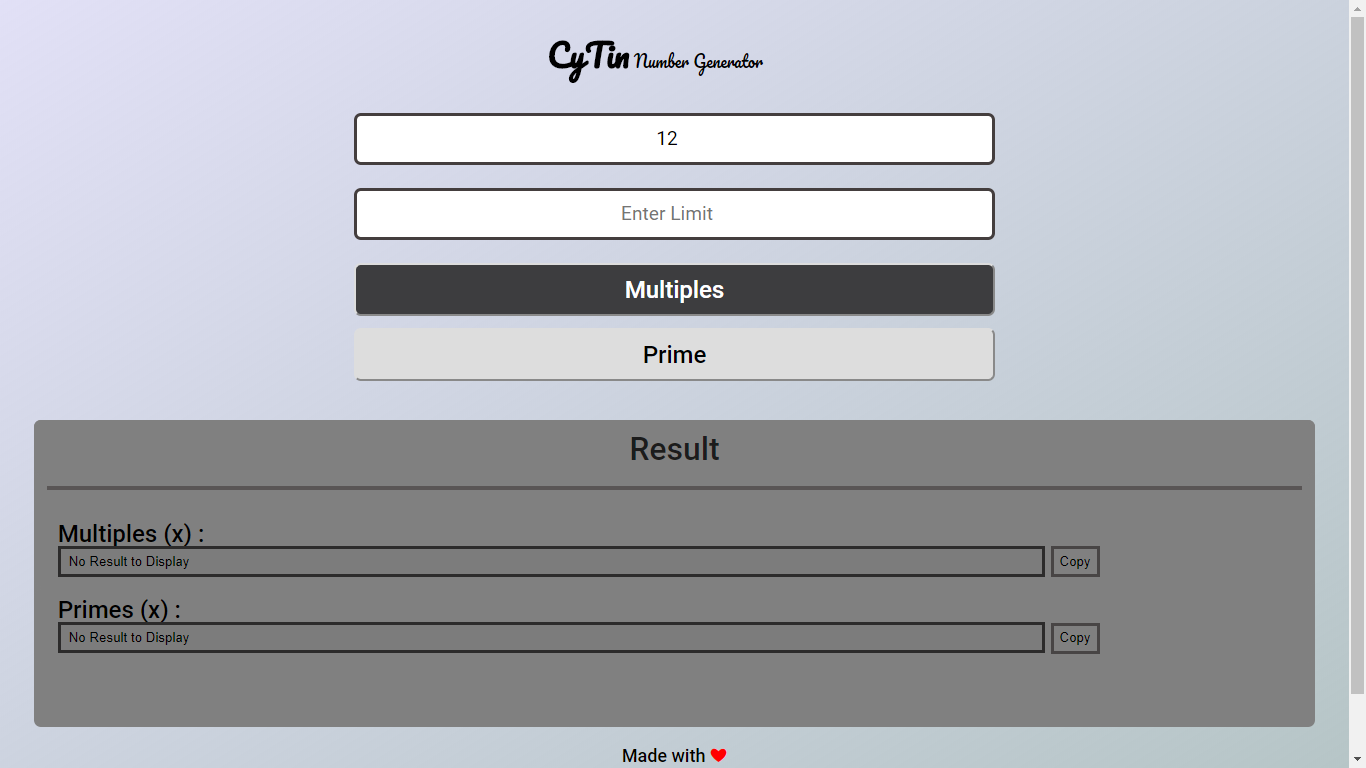 CyTin Number Generator
12
Enter Limit
Multiples
Prime
Result
Multiples (x) :
No Result to Display Copy
Primes (x) :
No Result to Display Copy
Made with